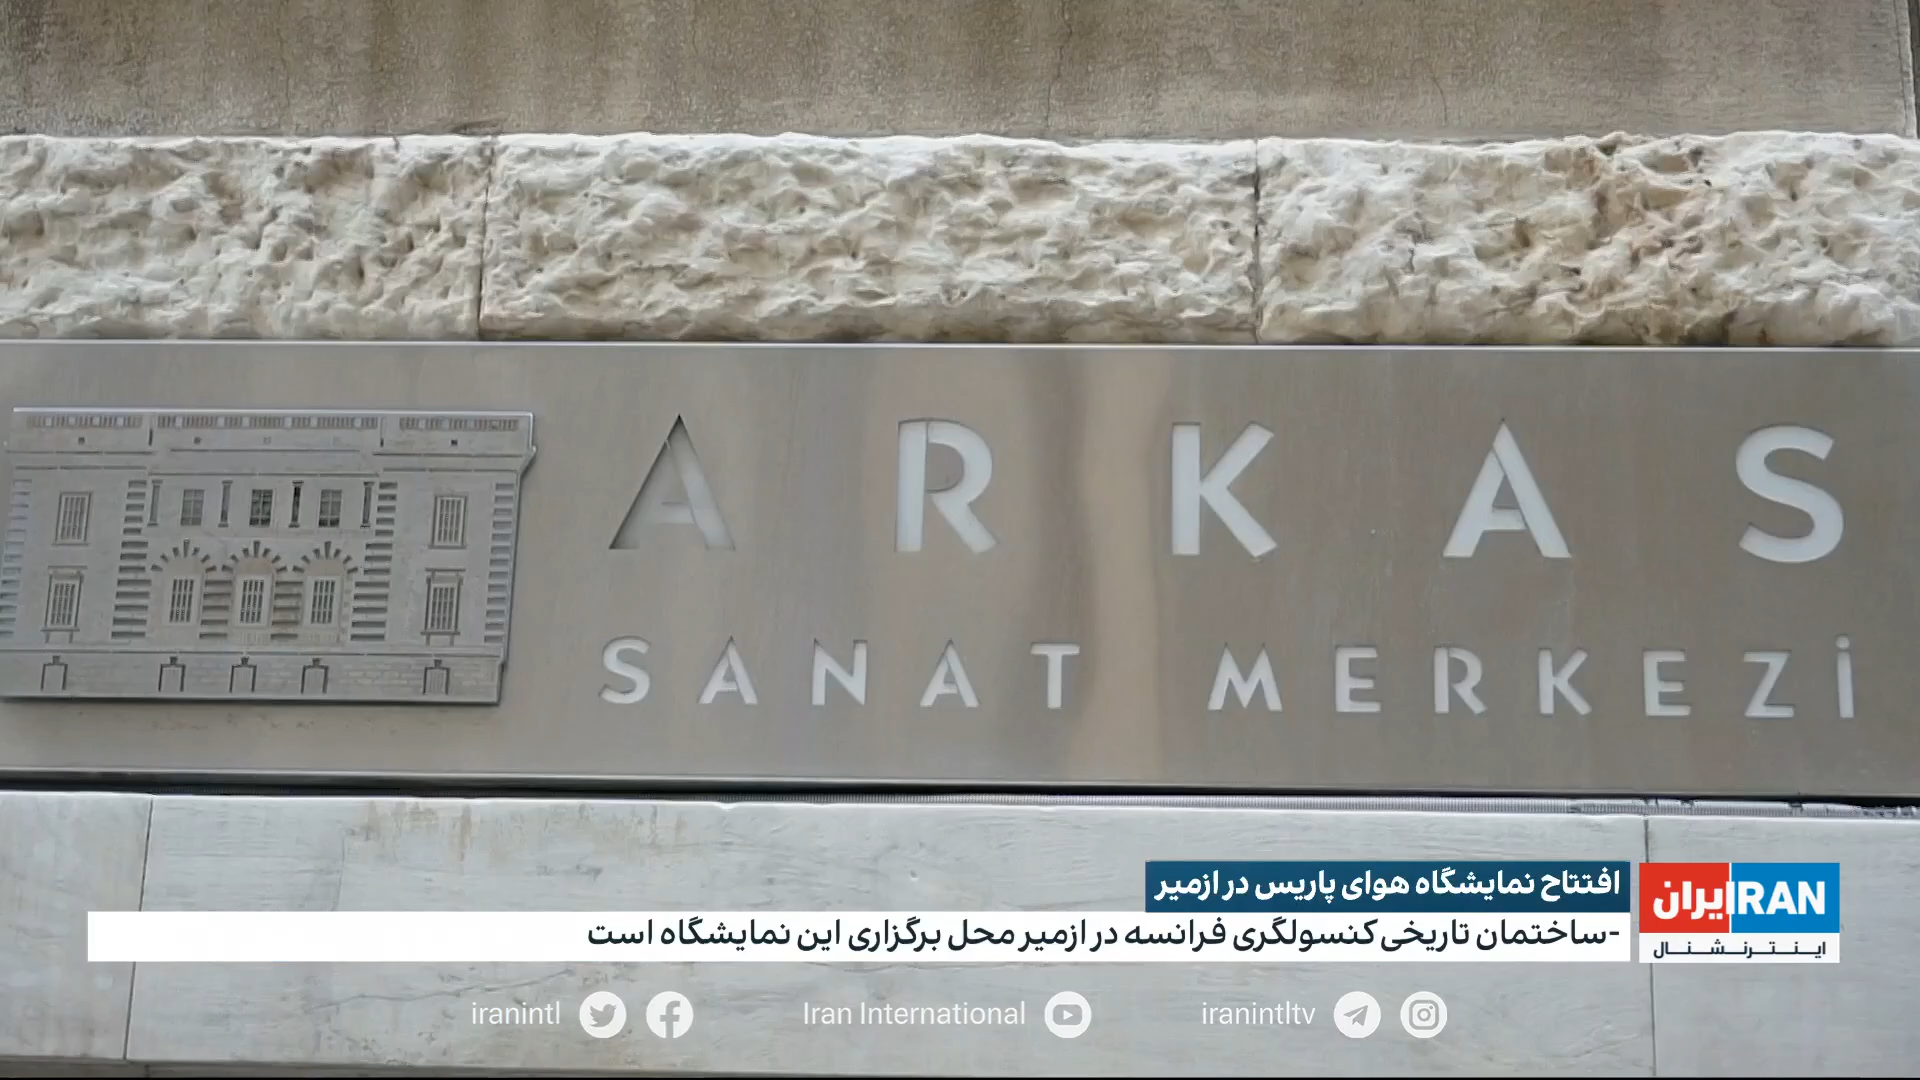 ARKAS
SANAT MERKEZİ
افتتاح نمایشگاه هوای پاریس در ازمیر
-ساختمان تاریخی کنسولگری فرانسه در ازمیر محل برگزاری این نمایشگاه است
ایران IRAN
اینترنشنال
iranintl
Iran International
iranintltv